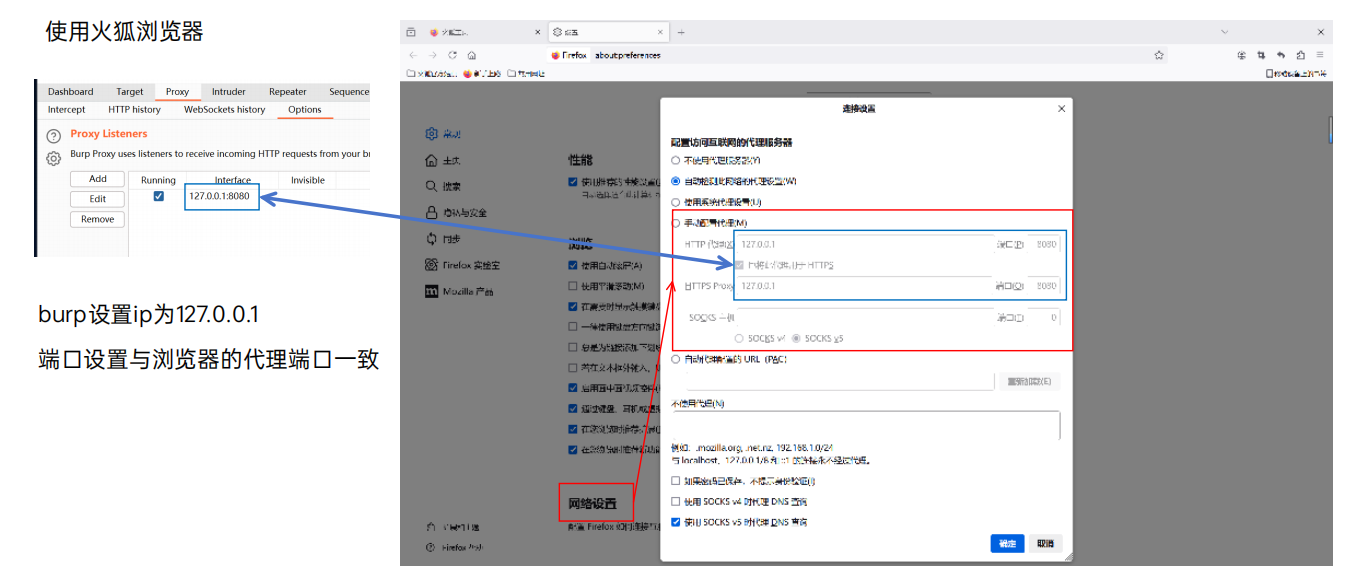 使用火狐浏览器
Dashboard Target Proxy Intruder Repeater Sequence
Intercept HTTP history WebSockets history Options
Proxy Listeners
Burp Proxy uses listeners to receive incoming HTTP requests from your br
Add Running Interface Invisible
Edit 127.0.0.1:8080
Remove
burp设置ip为127.0.0.1
端口设置与浏览器的代理端口一致
Firefox about:preferences
主页
搜索
隐私与安全
同步
Firefox 实验室
Mozilla 产品
性能
浏览
使用自动滚屏(A)
使用平滑滚动(M)
网络设置
连接设置
配置访问互联网的代理服务器
不使用代理服务器(Y)
自动检测此网络的代理设置(W)
使用系统代理设置(U)
手动配置代理(M)
HTTP 代理(X) 127.0.0.1 端口(P) 8080
也将此代理用于 HTTPS
HTTPS Proxy 127.0.0.1 端口(O) 8080
SOCKS 主机 端口(T) 0
SOCKS v4 SOCKS v5
自动代理配置的 URL（PAC）
重新加载(E)
不使用代理(N)
例如：.mozilla.org, .net.nz, 192.168.1.0/24
与 localhost、127.0.0.1/8 和 ::1 的连接永不经过代理。
如果密码已保存，不提示身份验证(I)
使用 SOCKS v4 时代理 DNS 查询
使用 SOCKS v5 时代理 DNS 查询
确定 取消